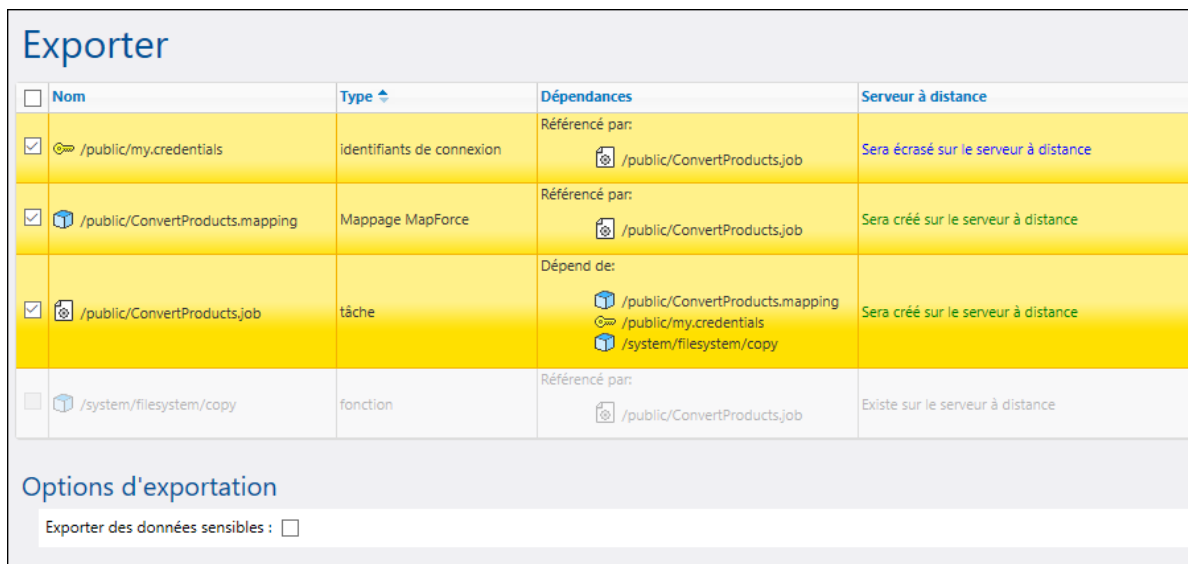 Exporter
Nom Type Dépendances Serveur à distance
/public/my.credentials identifiants de connexion Référencé par: /public/ConvertProducts.job Sera écrasé sur le serveur à distance
/public/ConvertProducts.mapping Mappage MapForce Référencé par: /public/ConvertProducts.job Sera créé sur le serveur à distance
/public/ConvertProducts.job tâche Dépend de: /public/ConvertProducts.mapping /public/my.credentials /system/filesystem/copy Sera créé sur le serveur à distance
/system/filesystem/copy fonction Référencé par: /public/ConvertProducts.job Existe sur le serveur à distance
Options d'exportation
Exporter des données sensibles :